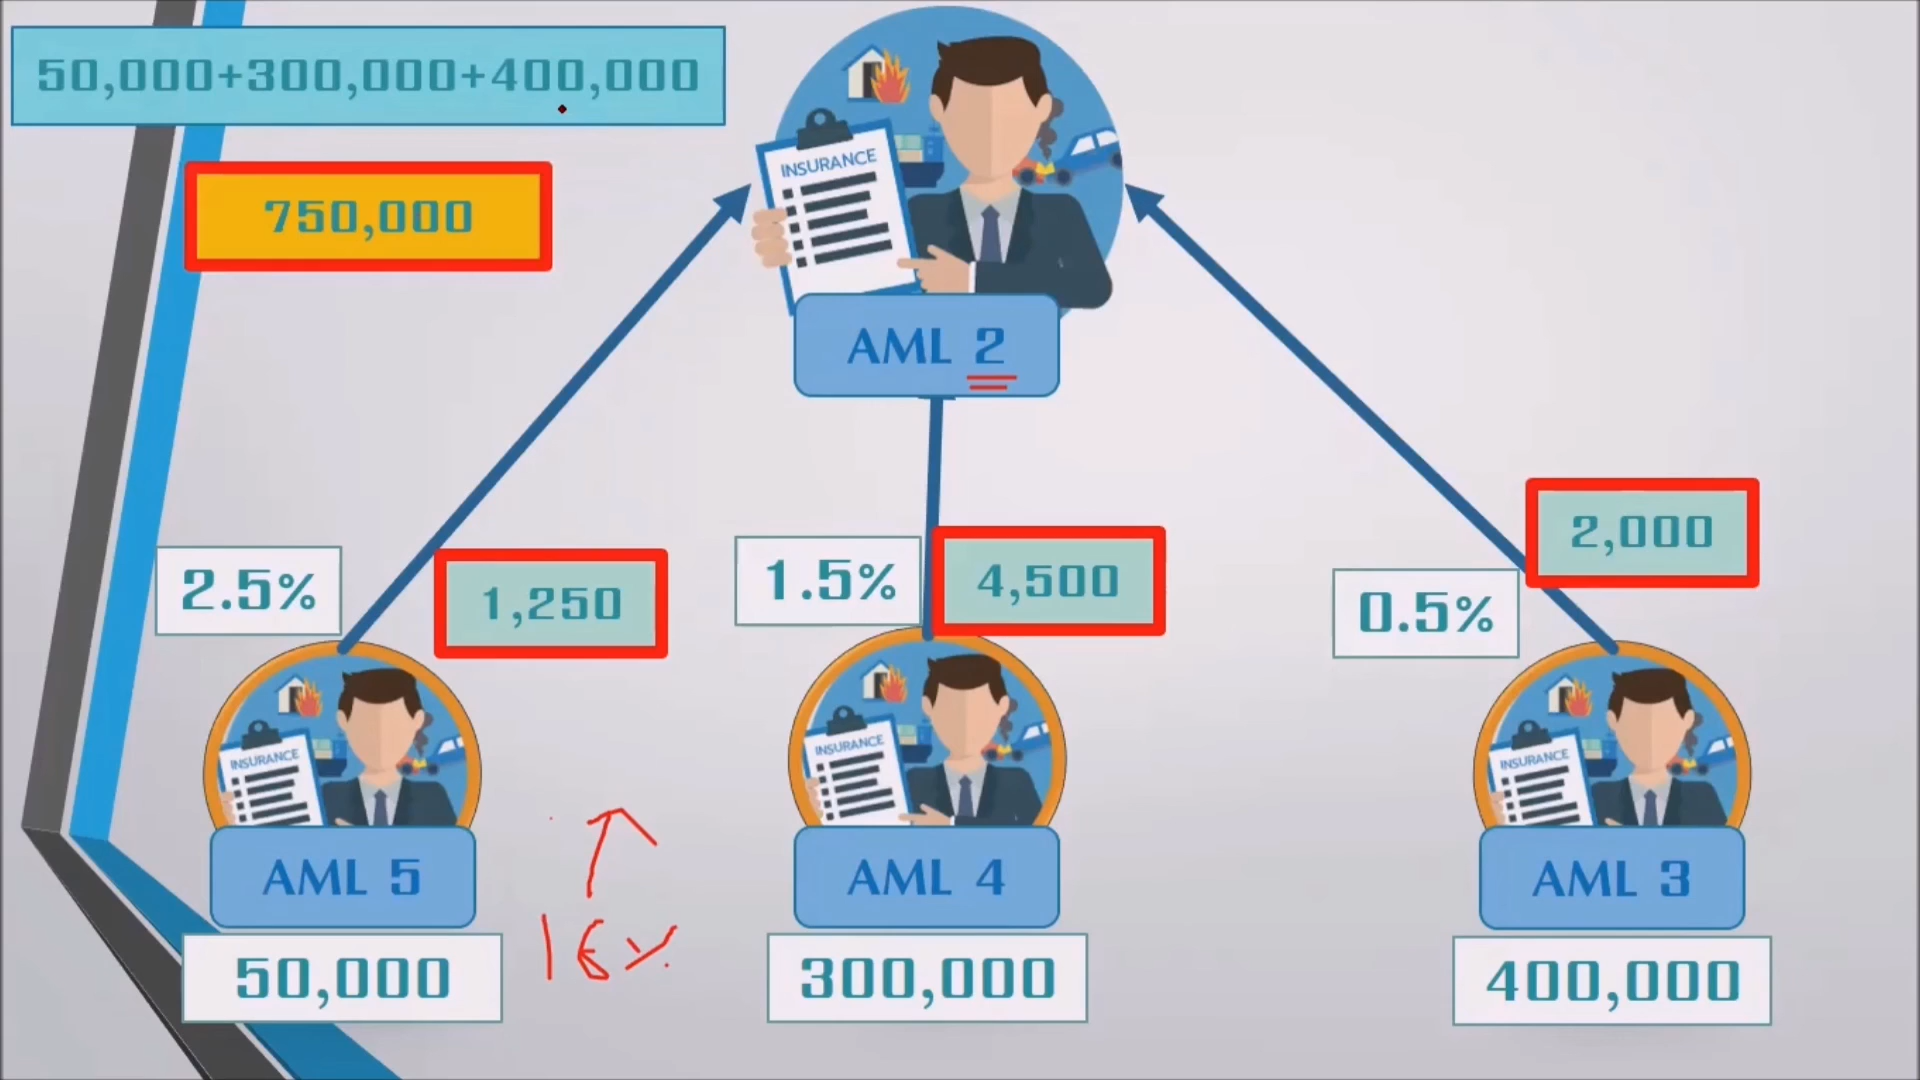 50,000+300,000+400,000
750,000
INSURANCE
AML 2
2.5%
1,250
1.5%
4,500
0.5%
2,000
INSURANCE
INSURANCE
INSURANCE
AML 5
AML 4
AML 3
50,000
300,000
400,000